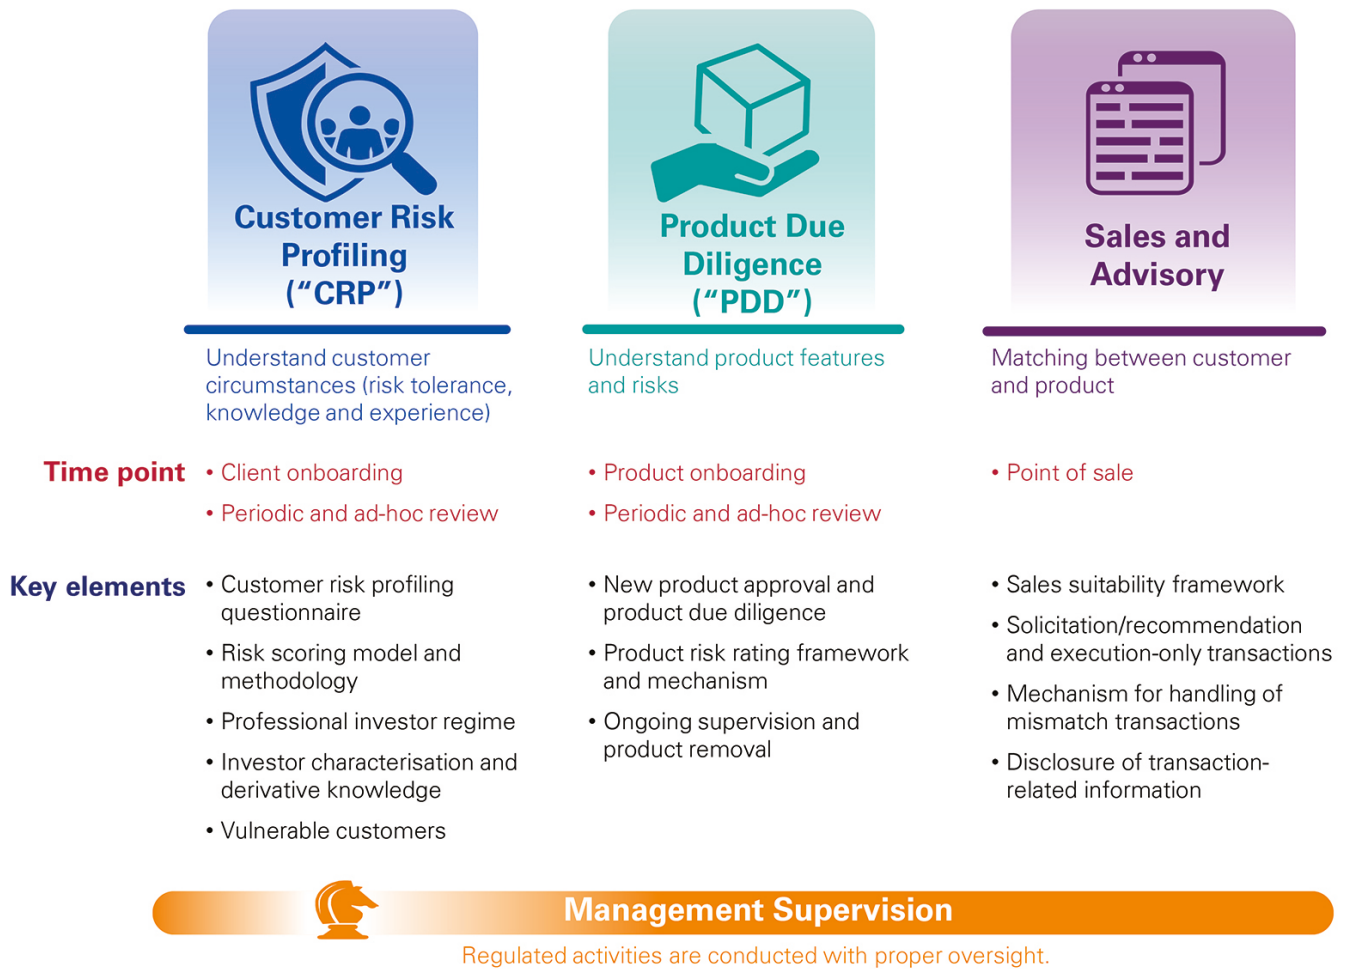 Customer Risk
Profiling
(“CRP”)
Product Due
Diligence
(“PDD”)
Sales and
Advisory
Understand customer
circumstances (risk tolerance,
knowledge and experience)
Understand product features
and risks
Matching between customer
and product
Time point
• Client onboarding
• Periodic and ad-hoc review
• Product onboarding
• Periodic and ad-hoc review
• Point of sale
Key elements
• Customer risk profiling
questionnaire
• Risk scoring model and
methodology
• Professional investor regime
• Investor characterisation and
derivative knowledge
• Vulnerable customers
• New product approval and
product due diligence
• Product risk rating framework
and mechanism
• Ongoing supervision and
product removal
• Sales suitability framework
• Solicitation/recommendation
and execution-only transactions
• Mechanism for handling of
mismatch transactions
• Disclosure of transaction-
related information
Management Supervision
Regulated activities are conducted with proper oversight.